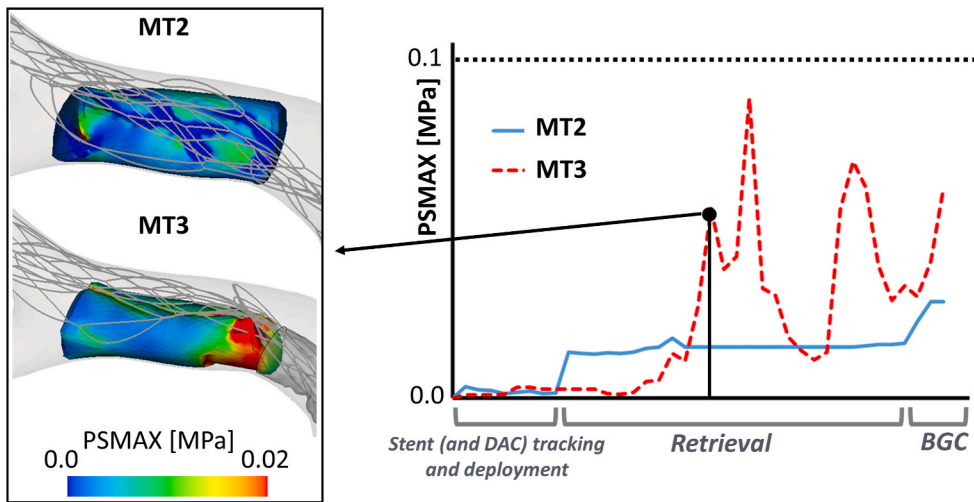 MT2
MT3
PSMAX [MPa]
0.0 0.02
0.1
PSMAX [MPa]
MT2
MT3
0.0
Stent (and DAC) tracking
and deployment
Retrieval
BGC